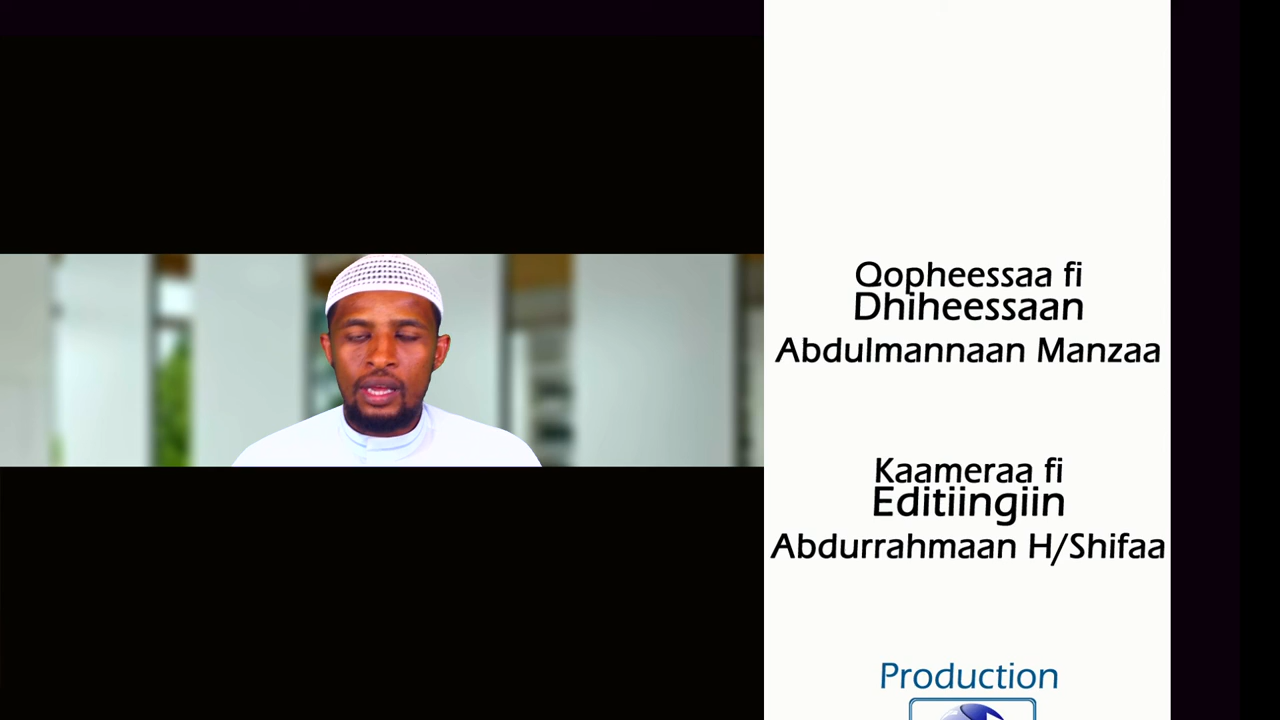 Qopheessaa fi
Dhiheessaan
Abdulmannaan Manzaa
Kaameraa fi
Editiingiin
Abdurrahmaan H/Shifaa
Production